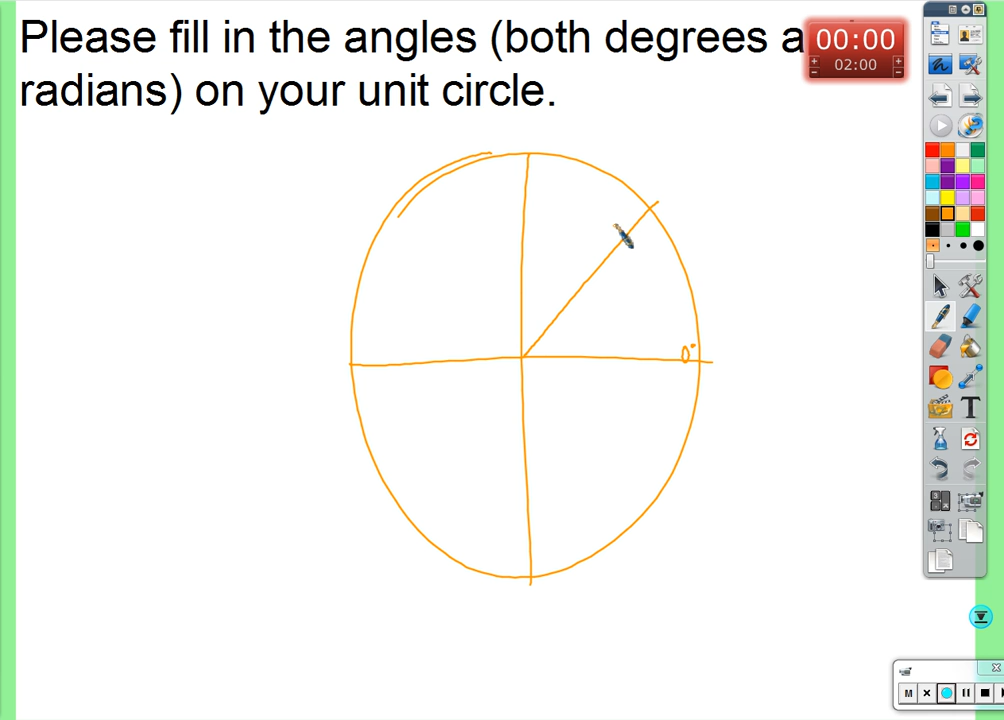 Please fill in the angles (both degrees a
radians) on your unit circle.
00:00
02:00
0°
T
M